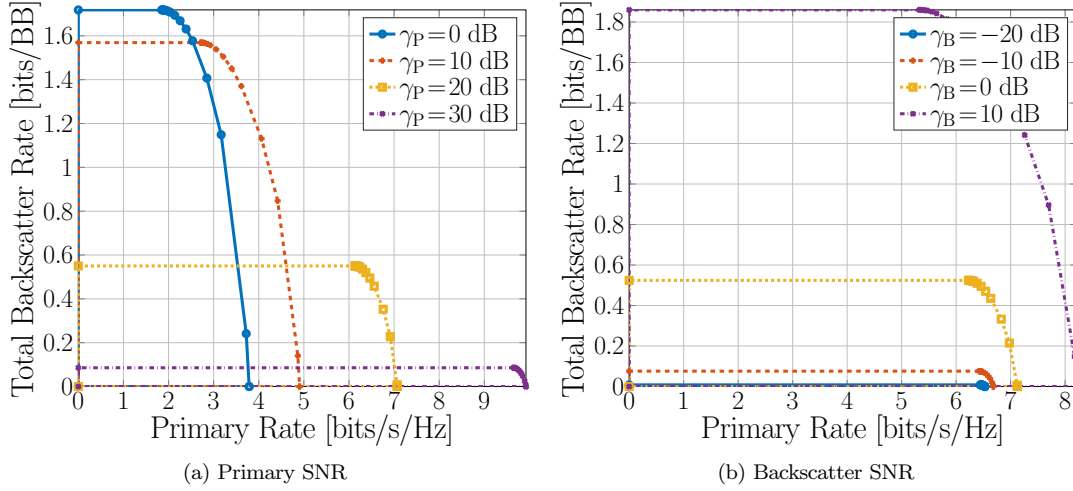 Total Backscatter Rate [bits/BB]
0
0.2
0.4
0.6
0.8
1
1.2
1.4
1.6
0 1 2 3 4 5 6 7 8 9
Primary Rate [bits/s/Hz]
γP=0 dB
γP=10 dB
γP=20 dB
γP=30 dB
(a) Primary SNR
Total Backscatter Rate [bits/BB]
0
0.2
0.4
0.6
0.8
1
1.2
1.4
1.6
1.8
0 1 2 3 4 5 6 7 8
Primary Rate [bits/s/Hz]
γB=−20 dB
γB=−10 dB
γB=0 dB
γB=10 dB
(b) Backscatter SNR